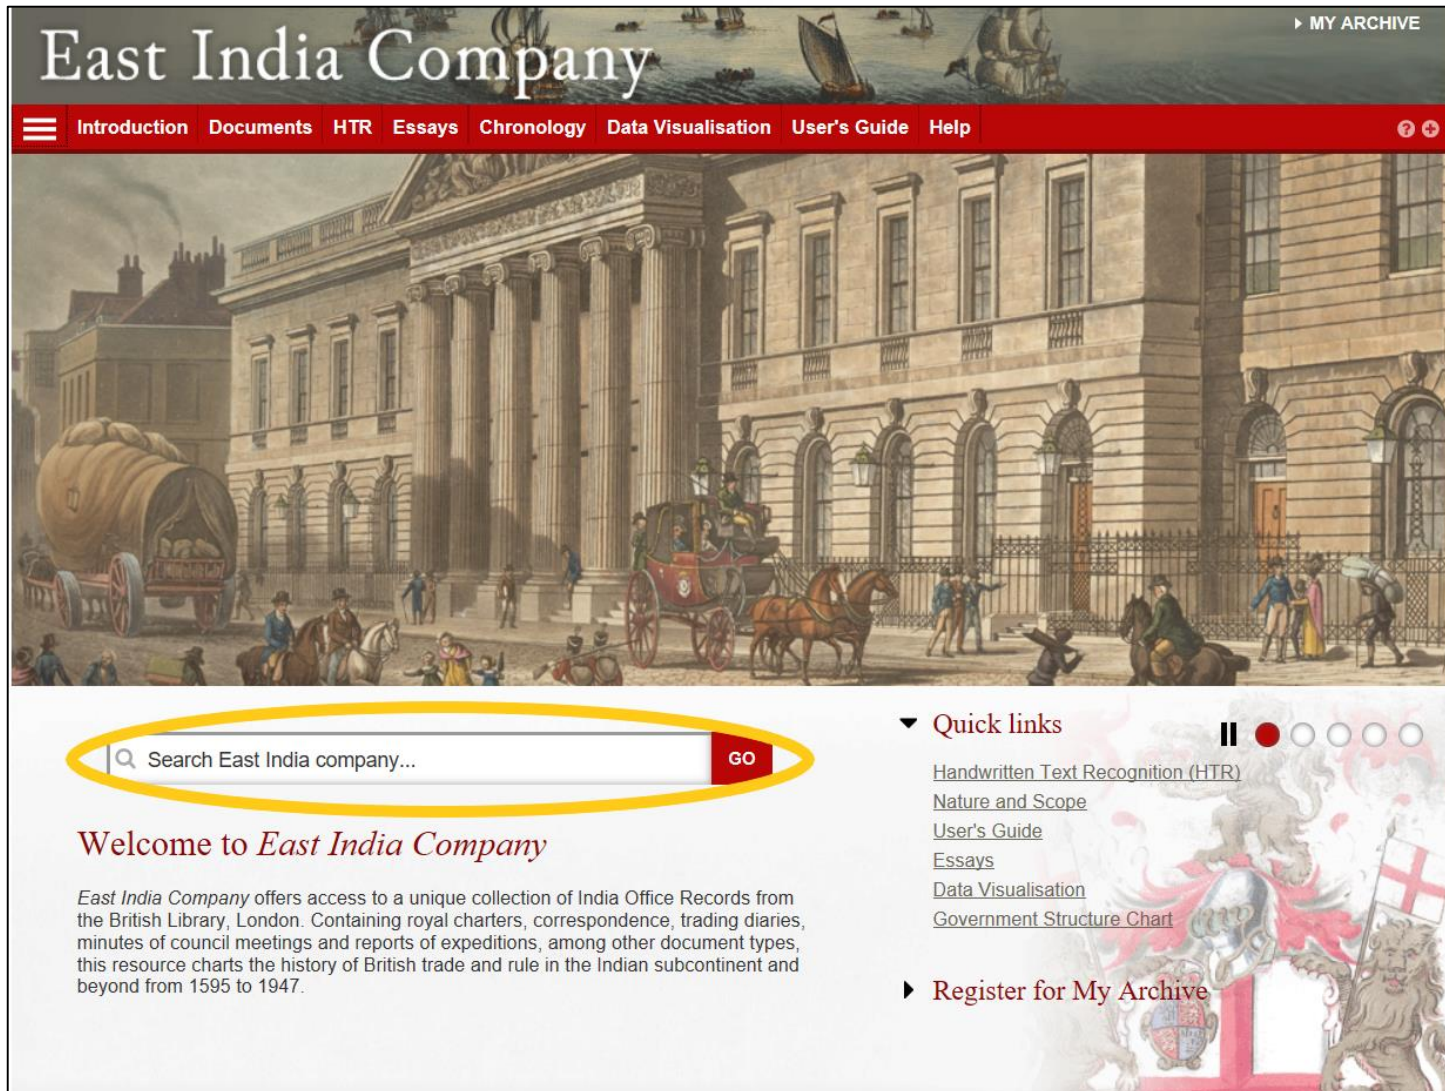 MY ARCHIVE
East India Company
Introduction Documents HTR Essays Chronology Data Visualisation User's Guide Help
Search East India company...
GO
Welcome to East India Company
East India Company offers access to a unique collection of India Office Records from
the British Library, London. Containing royal charters, correspondence, trading diaries,
minutes of council meetings and reports of expeditions, among other document types,
this resource charts the history of British trade and rule in the Indian subcontinent and
beyond from 1595 to 1947.
Quick links
Handwritten Text Recognition (HTR)
Nature and Scope
User's Guide
Essays
Data Visualisation
Government Structure Chart
Register for My Archive